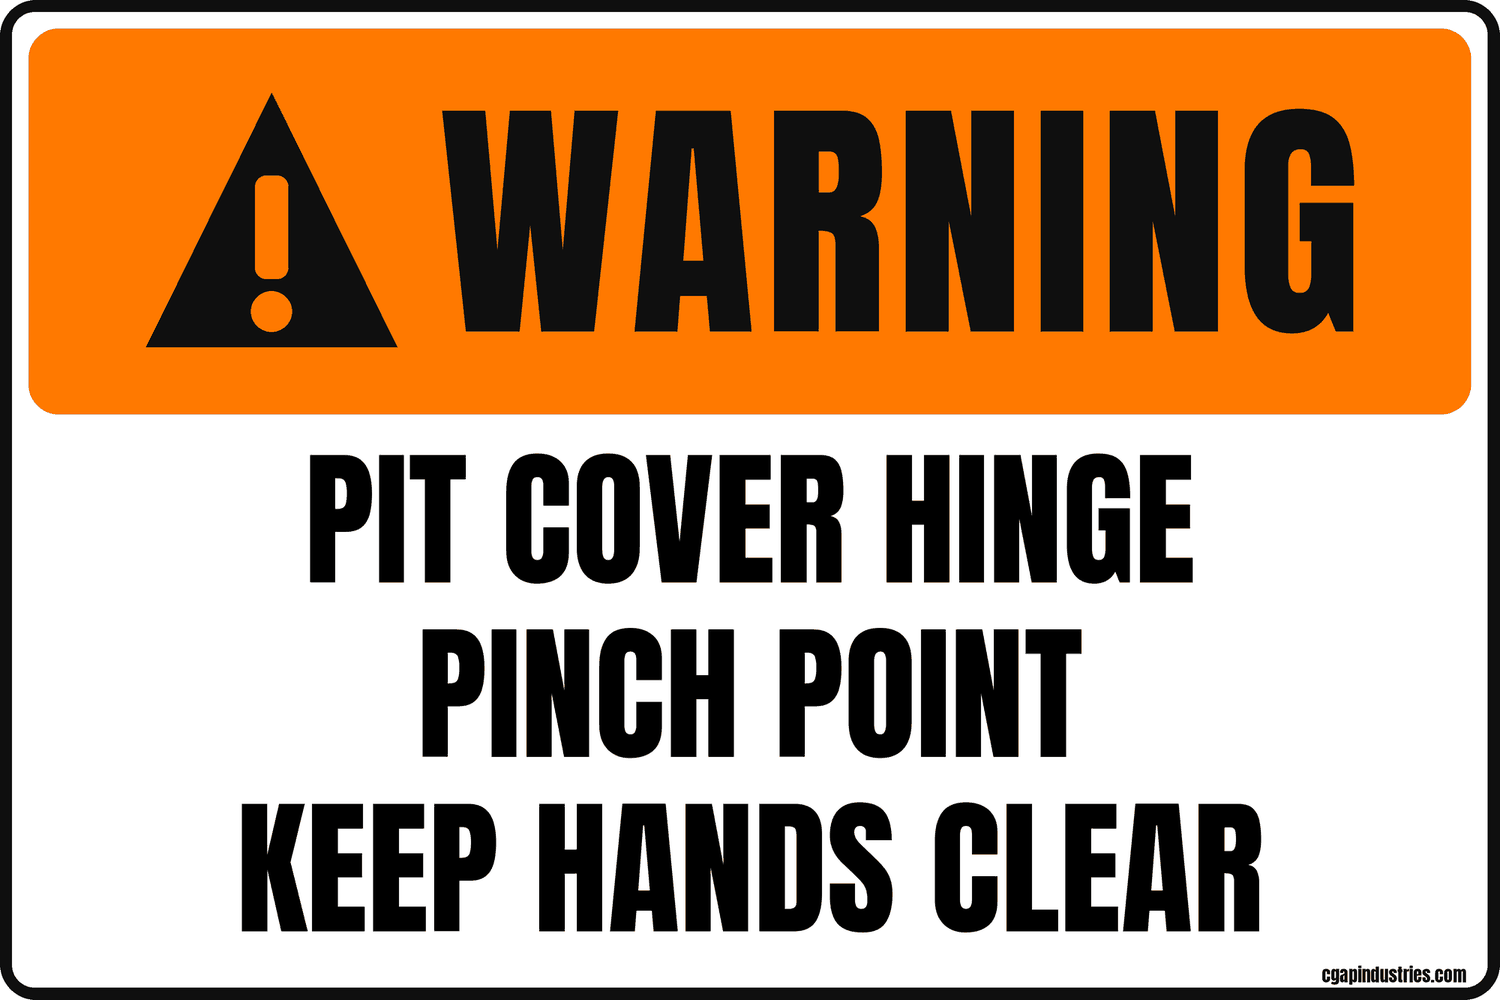 WARNING
PIT COVER HINGE
PINCH POINT
KEEP HANDS CLEAR
cgapindustries.com